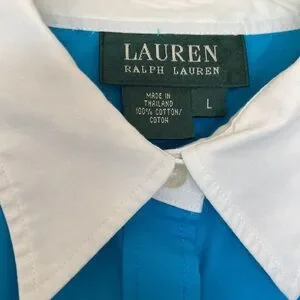 LAUREN
RALPH LAUREN
MADE IN
THAILAND
100% COTTON/
COTON
L